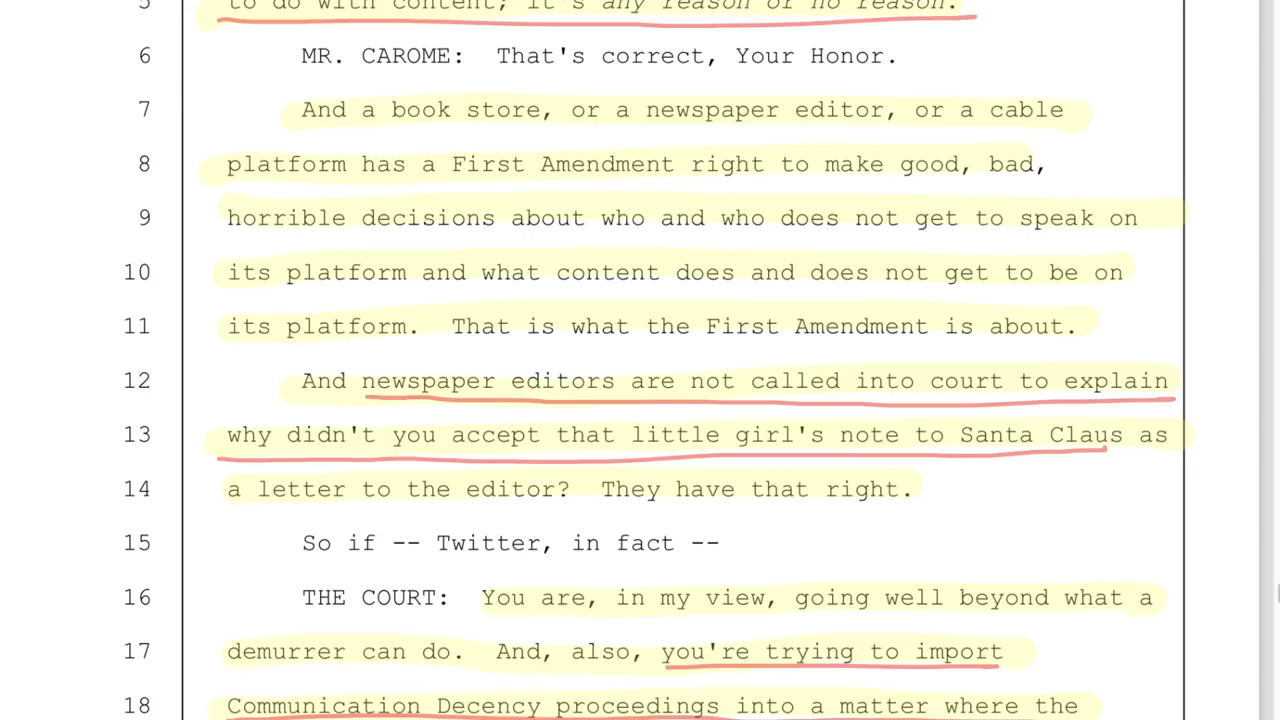 5 to do with content; it's any reason or no reason.
6 MR. CAROME: That's correct, Your Honor.
7 And a book store, or a newspaper editor, or a cable
8 platform has a First Amendment right to make good, bad,
9 horrible decisions about who and who does not get to speak on
10 its platform and what content does and does not get to be on
11 its platform. That is what the First Amendment is about.
12 And newspaper editors are not called into court to explain
13 why didn't you accept that little girl's note to Santa Claus as
14 a letter to the editor? They have that right.
15 So if -- Twitter, in fact --
16 THE COURT: You are, in my view, going well beyond what a
17 demurrer can do. And, also, you're trying to import
18 Communication Decency proceedings into a matter where the